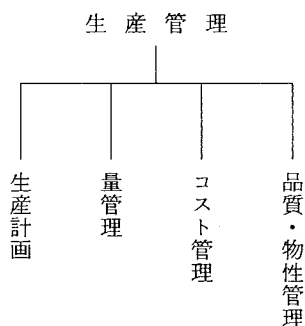 生産管理
生産計画
量管理
コスト管理
品質・物性管理